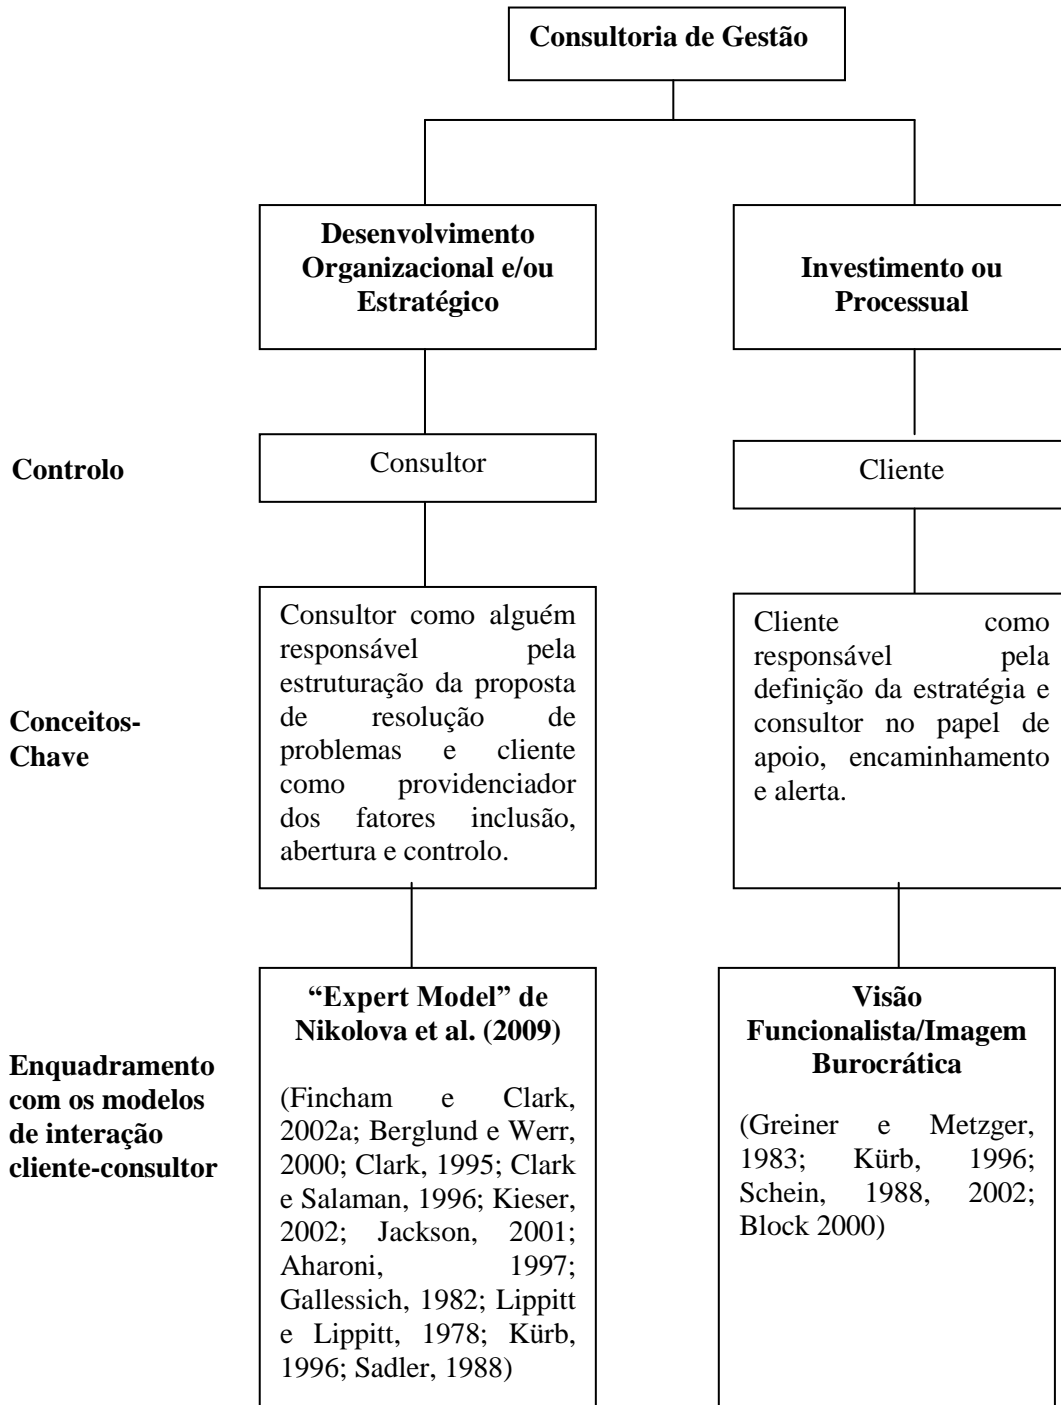 Consultoria de Gestão
Desenvolvimento
Organizacional e/ou
Estratégico
Investimento ou
Processual
Controlo
Consultor
Cliente
Conceitos-
Chave
Consultor como alguém
responsável pela
estruturação da proposta
de resolução de
problemas e cliente
como providenciador
dos fatores inclusão,
abertura e controlo.
Cliente como
responsável pela
definição da estratégia e
consultor no papel de
apoio, encaminhamento
e alerta.
Enquadramento
com os modelos
de interação
cliente-consultor
“Expert Model” de
Nikolova et al. (2009)
(Fincham e Clark,
2002a; Berglund e Werr,
2000; Clark, 1995; Clark
e Salaman, 1996; Kieser,
2002; Jackson, 2001;
Aharoni, 1997;
Gallessich, 1982; Lippitt
e Lippitt, 1978; Kürb,
1996; Sadler, 1988)
Visão
Funcionalista/Imagem
Burocrática
(Greiner e Metzger,
1983; Kürb, 1996;
Schein, 1988, 2002;
Block 2000)